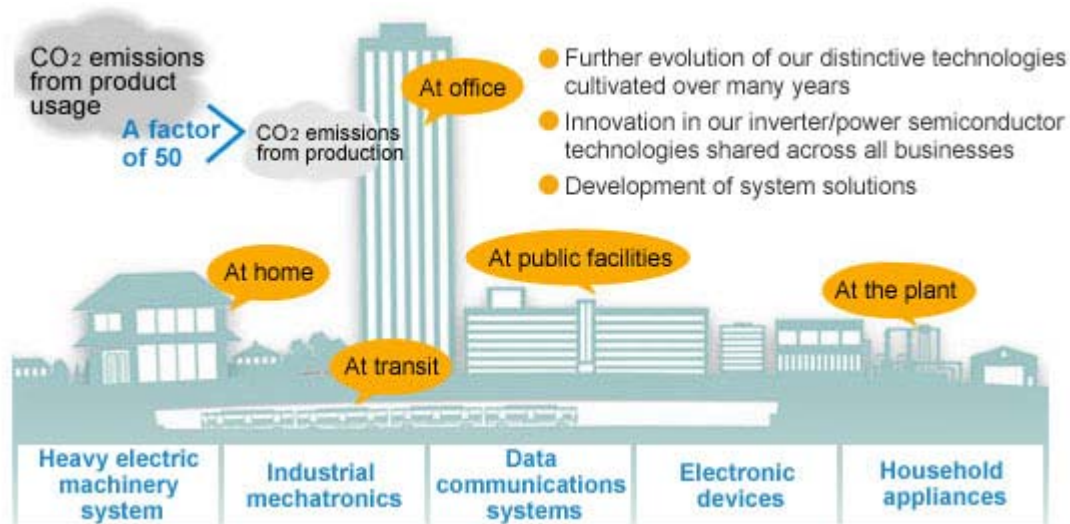 CO2 emissions
from product
usage
A factor
of 50
CO2 emissions
from production
At office
Further evolution of our distinctive technologies
cultivated over many years
Innovation in our inverter/power semiconductor
technologies shared across all businesses
Development of system solutions
At home
At public facilities
At the plant
At transit
Heavy electric
machinery
system
Industrial
mechatronics
Data
communications
systems
Electronic
devices
Household
appliances